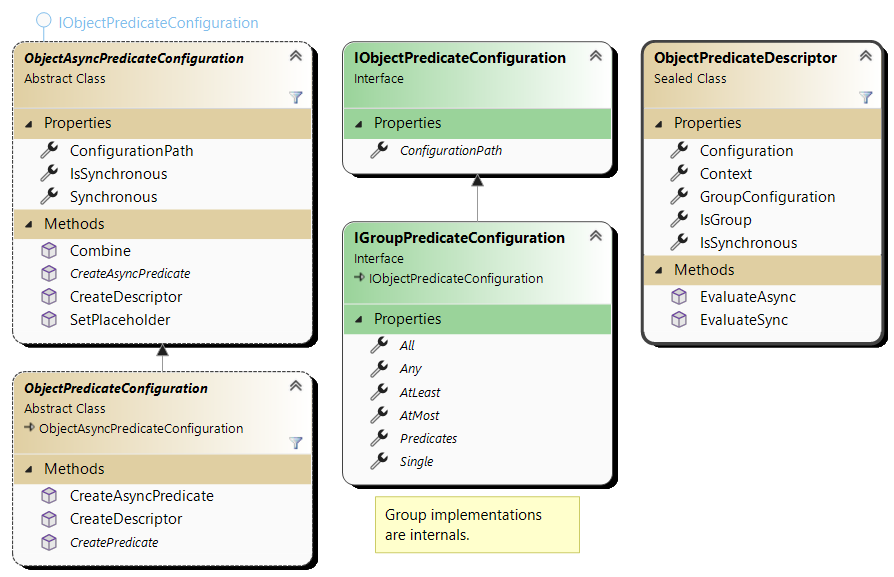 IObjectPredicateConfiguration
ObjectAsyncPredicateConfiguration
Abstract Class
Properties
ConfigurationPath
IsSynchronous
Synchronous
Methods
Combine
CreateAsyncPredicate
CreateDescriptor
SetPlaceholder
ObjectPredicateConfiguration
Abstract Class
ObjectAsyncPredicateConfiguration
Methods
CreateAsyncPredicate
CreateDescriptor
CreatePredicate
IObjectPredicateConfiguration
Interface
Properties
ConfigurationPath
IGroupPredicateConfiguration
Interface
IObjectPredicateConfiguration
Properties
All
Any
AtLeast
AtMost
Predicates
Single
Group implementations
are internals.
ObjectPredicateDescriptor
Sealed Class
Properties
Configuration
Context
GroupConfiguration
IsGroup
IsSynchronous
Methods
EvaluateAsync
EvaluateSync